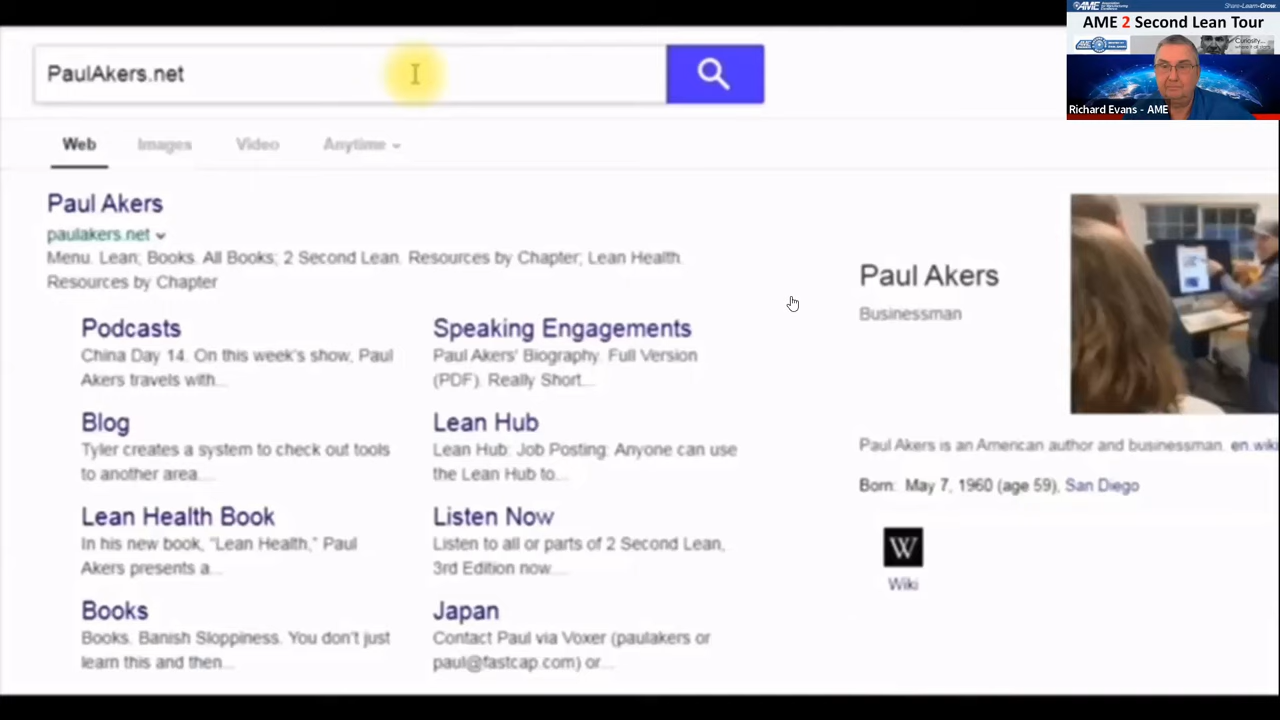 PaulAkers.net
Web Images Video Anytime
Paul Akers
paulakers.net
Menu. Lean; Books. All Books; 2 Second Lean. Resources by Chapter; Lean Health.
Resources by Chapter
Podcasts
China Day 14. On this week's show, Paul
Akers travels with...
Speaking Engagements
Paul Akers' Biography. Full Version
(PDF). Really Short...
Blog
Tyler creates a system to check out tools
to another area...
Lean Hub
Lean Hub: Job Posting: Anyone can use
the Lean Hub to...
Lean Health Book
In his new book, “Lean Health,” Paul
Akers presents a...
Listen Now
Listen to all or parts of 2 Second Lean,
3rd Edition now....
Books
Books. Banish Sloppiness. You don't just
learn this and then...
Japan
Contact Paul via Voxer (paulakers or
paul@fastcap.com) or...
Paul Akers
Businessman
Paul Akers is an American author and businessman. en.wiki
Born: May 7, 1960 (age 59), San Diego
W
Wiki
AME
Share·Learn·Grow.
AME 2 Second Lean Tour
Richard Evans - AME